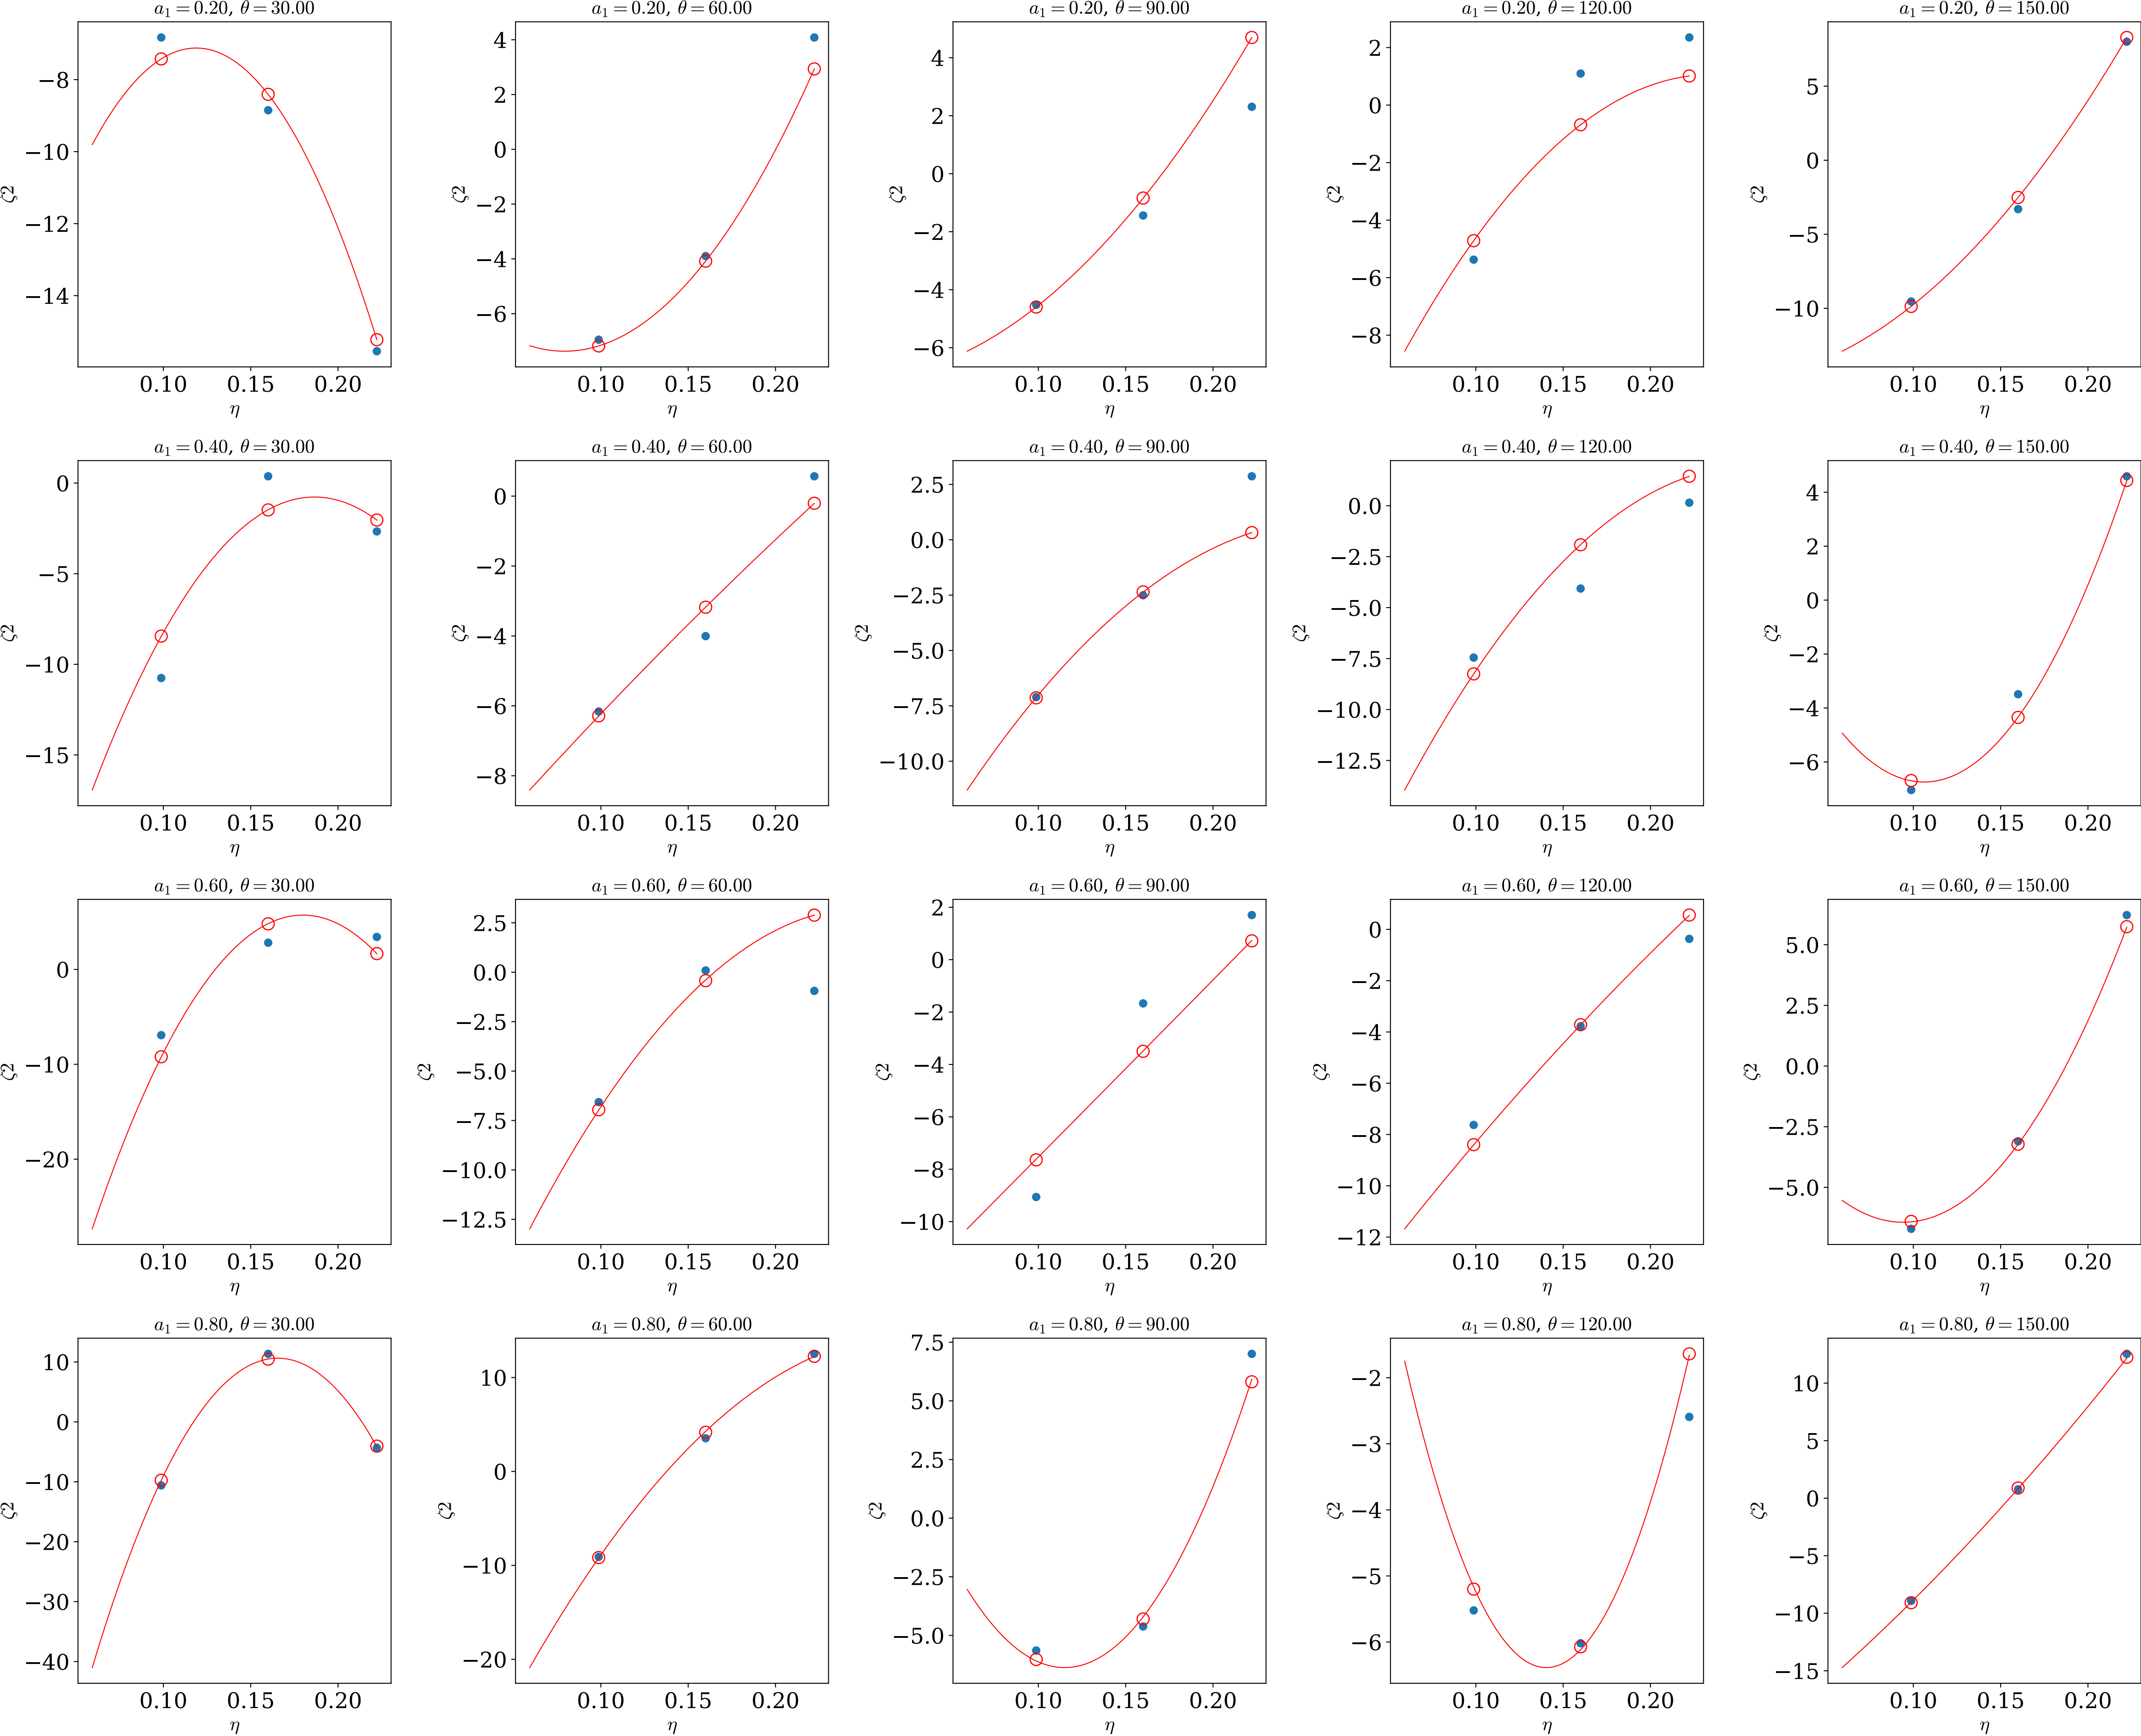 a₁ = 0.20, θ = 30.00
−8
−10
−12
−14
ζ2
0.10 0.15 0.20
η
a₁ = 0.20, θ = 60.00
4
2
0
−2
−4
−6
ζ2
0.10 0.15 0.20
η
a₁ = 0.20, θ = 90.00
4
2
0
−2
−4
−6
ζ2
0.10 0.15 0.20
η
a₁ = 0.20, θ = 120.00
2
0
−2
−4
−6
−8
ζ2
0.10 0.15 0.20
η
a₁ = 0.20, θ = 150.00
5
0
−5
−10
ζ2
0.10 0.15 0.20
η
a₁ = 0.40, θ = 30.00
0
−5
−10
−15
ζ2
0.10 0.15 0.20
η
a₁ = 0.40, θ = 60.00
0
−2
−4
−6
−8
ζ2
0.10 0.15 0.20
η
a₁ = 0.40, θ = 90.00
2.5
0.0
−2.5
−5.0
−7.5
−10.0
ζ2
0.10 0.15 0.20
η
a₁ = 0.40, θ = 120.00
0.0
−2.5
−5.0
−7.5
−10.0
−12.5
ζ2
0.10 0.15 0.20
η
a₁ = 0.40, θ = 150.00
4
2
0
−2
−4
−6
ζ2
0.10 0.15 0.20
η
a₁ = 0.60, θ = 30.00
0
−10
−20
ζ2
0.10 0.15 0.20
η
a₁ = 0.60, θ = 60.00
2.5
0.0
−2.5
−5.0
−7.5
−10.0
−12.5
ζ2
0.10 0.15 0.20
η
a₁ = 0.60, θ = 90.00
2
0
−2
−4
−6
−8
−10
ζ2
0.10 0.15 0.20
η
a₁ = 0.60, θ = 120.00
0
−2
−4
−6
−8
−10
−12
ζ2
0.10 0.15 0.20
η
a₁ = 0.60, θ = 150.00
5.0
2.5
0.0
−2.5
−5.0
ζ2
0.10 0.15 0.20
η
a₁ = 0.80, θ = 30.00
10
0
−10
−20
−30
−40
ζ2
0.10 0.15 0.20
η
a₁ = 0.80, θ = 60.00
10
0
−10
−20
ζ2
0.10 0.15 0.20
η
a₁ = 0.80, θ = 90.00
7.5
5.0
2.5
0.0
−2.5
−5.0
ζ2
0.10 0.15 0.20
η
a₁ = 0.80, θ = 120.00
−2
−3
−4
−5
−6
ζ2
0.10 0.15 0.20
η
a₁ = 0.80, θ = 150.00
10
5
0
−5
−10
−15
ζ2
0.10 0.15 0.20
η